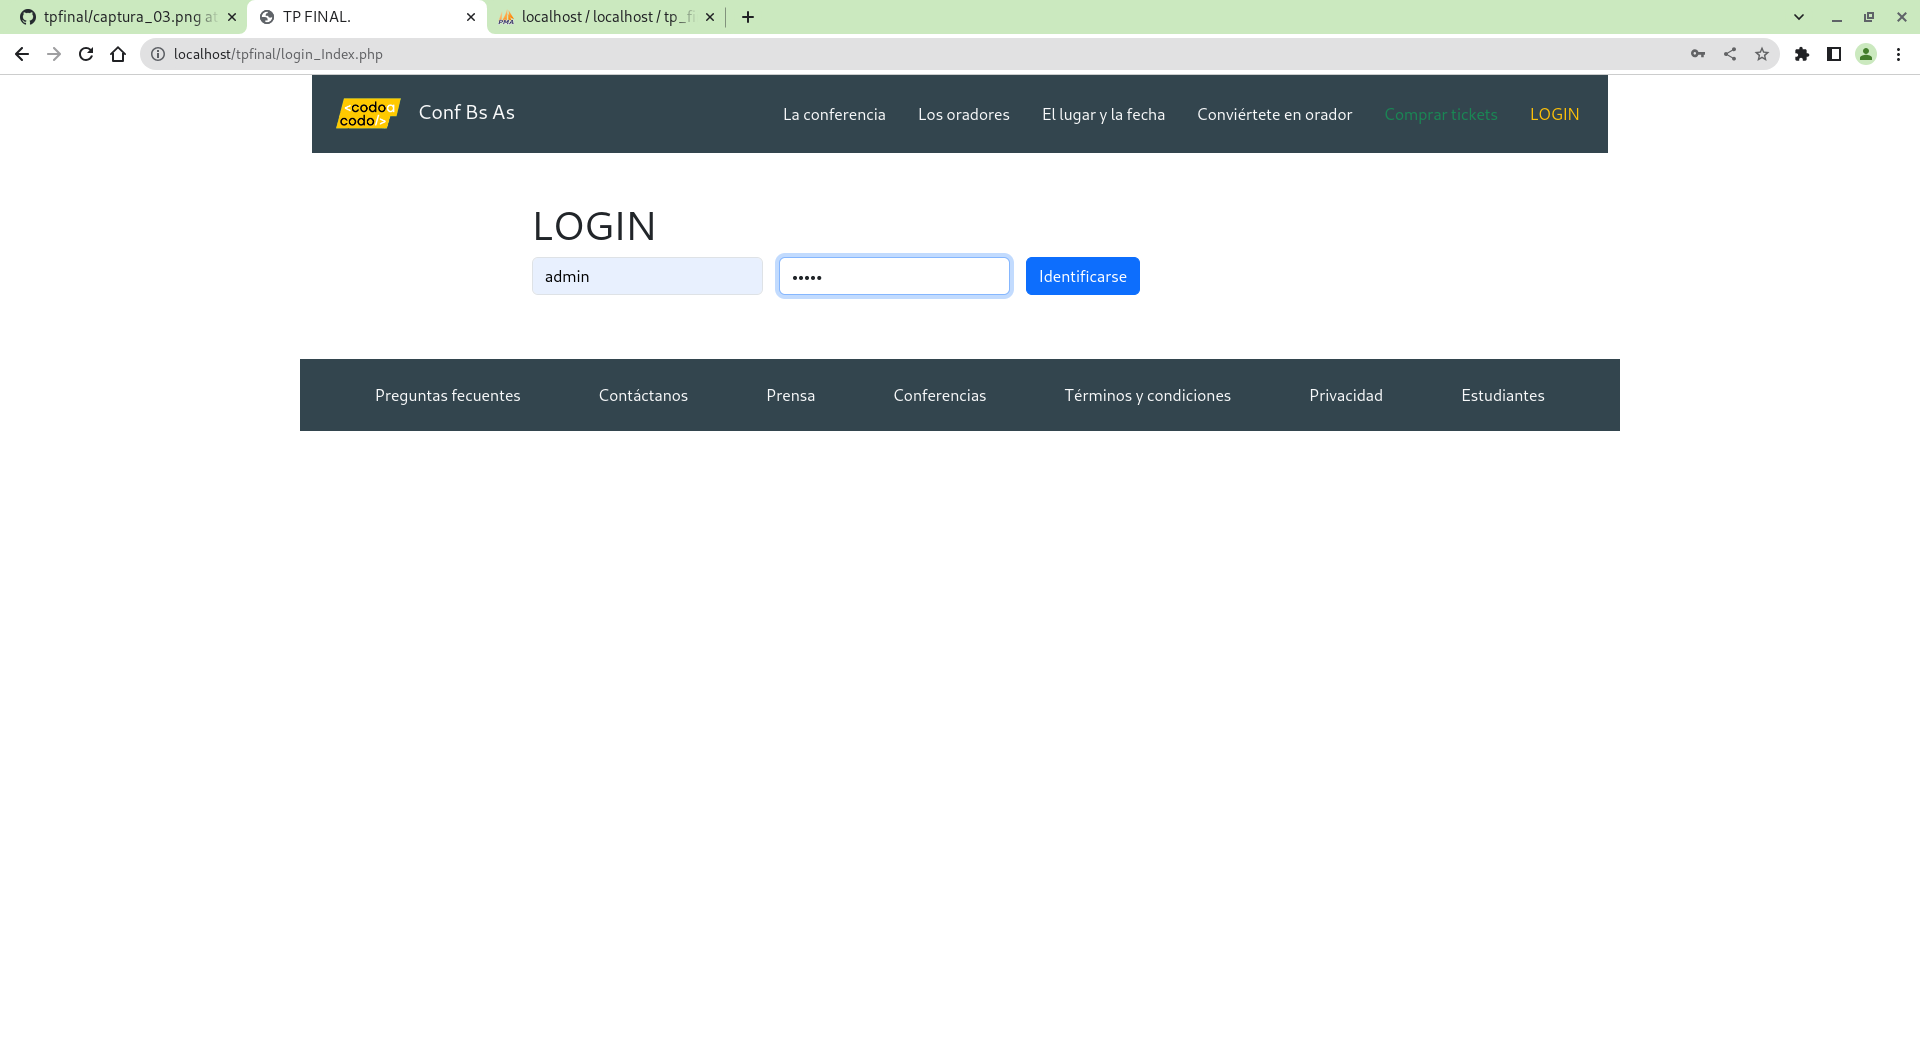 tpfinal/captura_03.png at
TP FINAL.
localhost / localhost / tp_fi
localhost/tpfinal/login_Index.php
<codo a
codo/>
Conf Bs As
La conferencia
Los oradores
El lugar y la fecha
Conviértete en orador
Comprar tickets
LOGIN
LOGIN
admin
•••••
Identificarse
Preguntas fecuentes
Contáctanos
Prensa
Conferencias
Términos y condiciones
Privacidad
Estudiantes